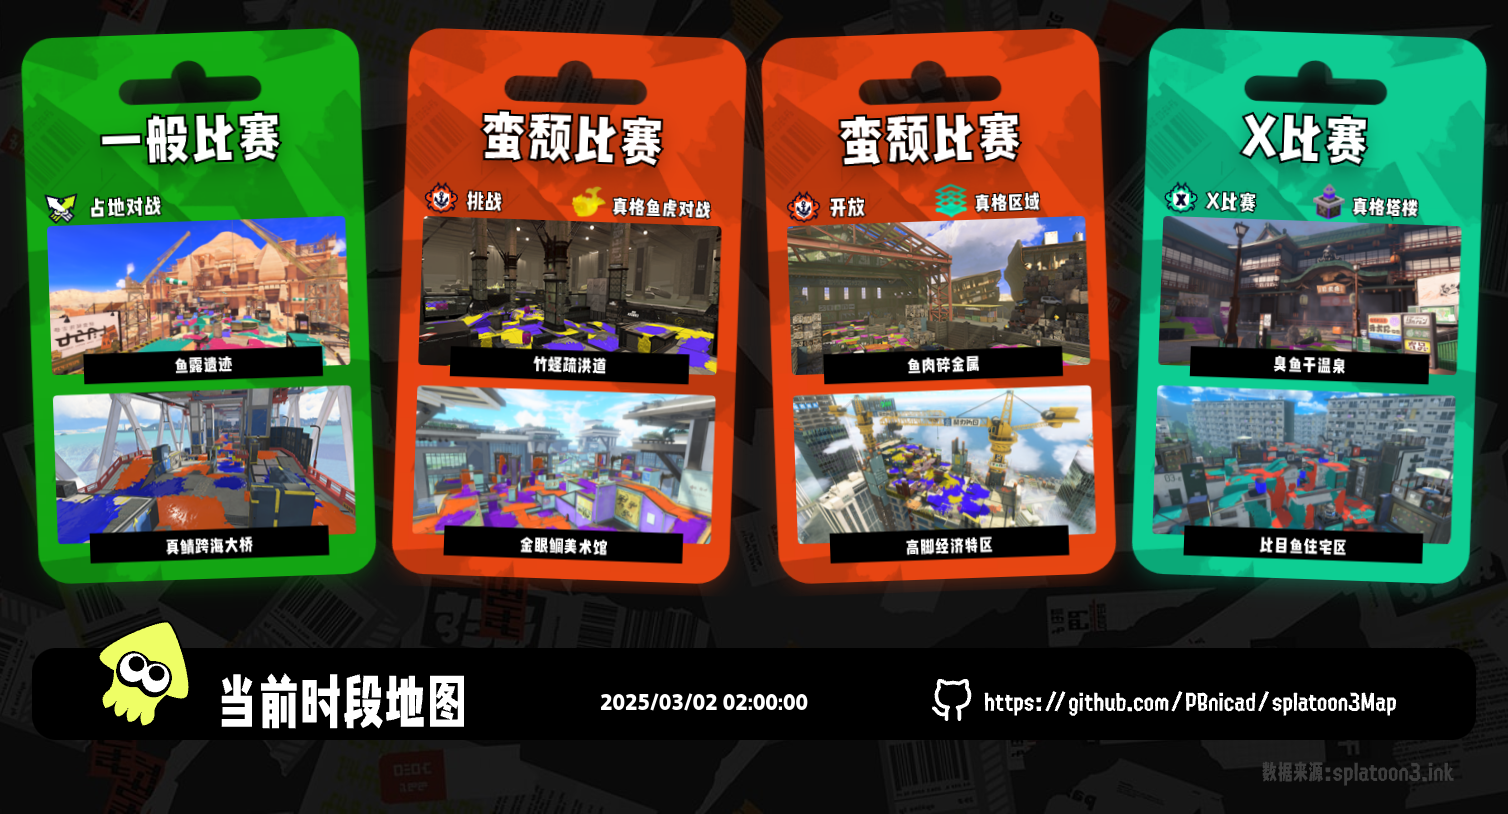 一般比赛
占地对战
鱼露遗迹
真鲭跨海大桥
蛮颓比赛
挑战
真格鱼虎对战
竹蛏疏洪道
金眼鲷美术馆
蛮颓比赛
开放
真格区域
鱼肉碎金属
高脚经济特区
X比赛
X比赛
真格塔楼
臭鱼干温泉
比目鱼住宅区
当前时段地图
2025/03/02 02:00:00
https://github.com/PBnicad/splatoon3Map
数据来源:splatoon3.ink